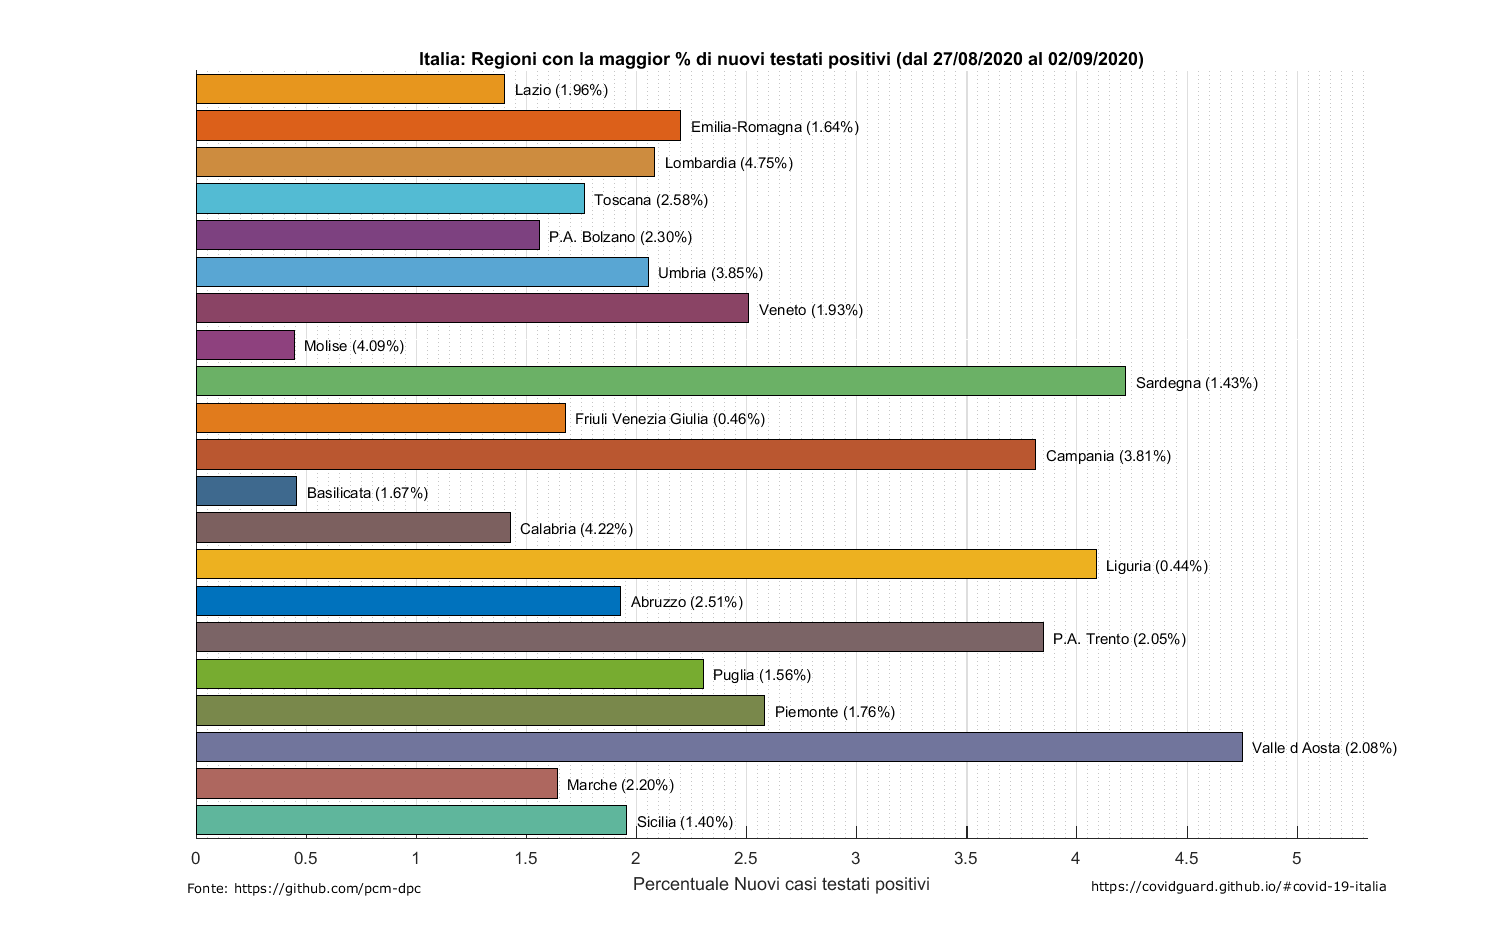 Italia: Regioni con la maggior % di nuovi testati positivi (dal 27/08/2020 al 02/09/2020)
Lazio (1.96%)
Emilia-Romagna (1.64%)
Lombardia (4.75%)
Toscana (2.58%)
P.A. Bolzano (2.30%)
Umbria (3.85%)
Veneto (1.93%)
Molise (4.09%)
Sardegna (1.43%)
Friuli Venezia Giulia (0.46%)
Campania (3.81%)
Basilicata (1.67%)
Calabria (4.22%)
Liguria (0.44%)
Abruzzo (2.51%)
P.A. Trento (2.05%)
Puglia (1.56%)
Piemonte (1.76%)
Valle d Aosta (2.08%)
Marche (2.20%)
Sicilia (1.40%)
0 0.5 1 1.5 2 2.5 3 3.5 4 4.5 5
Percentuale Nuovi casi testati positivi
Fonte: https://github.com/pcm-dpc
https://covidguard.github.io/#covid-19-italia